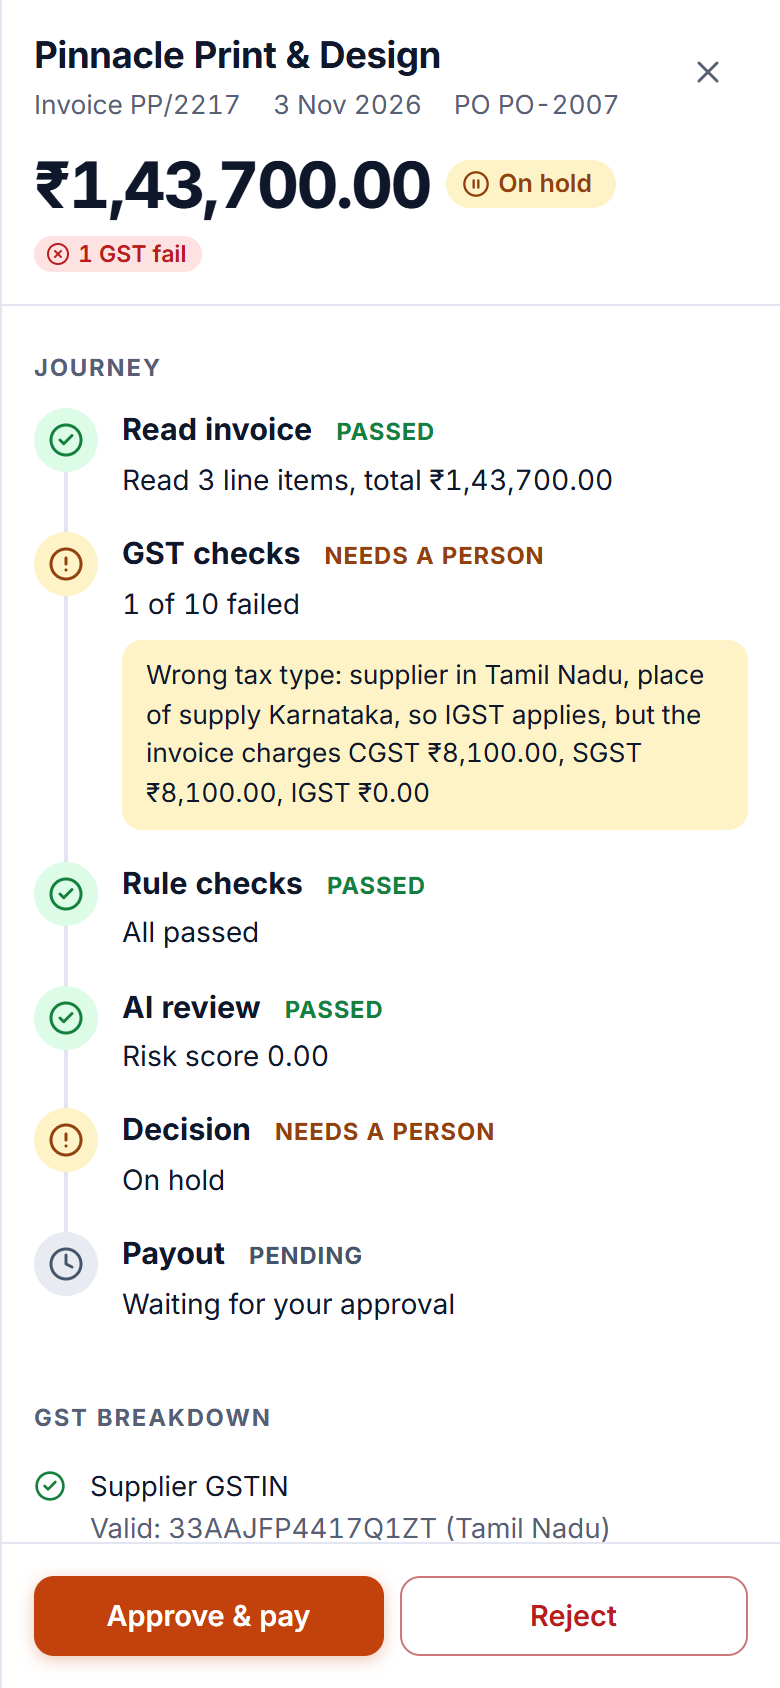 Pinnacle Print & Design
Invoice PP/2217 3 Nov 2026 PO PO-2007
₹1,43,700.00 On hold
1 GST fail
JOURNEY
Read invoice PASSED
Read 3 line items, total ₹1,43,700.00
GST checks NEEDS A PERSON
1 of 10 failed
Wrong tax type: supplier in Tamil Nadu, place
of supply Karnataka, so IGST applies, but the
invoice charges CGST ₹8,100.00, SGST
₹8,100.00, IGST ₹0.00
Rule checks PASSED
All passed
AI review PASSED
Risk score 0.00
Decision NEEDS A PERSON
On hold
Payout PENDING
Waiting for your approval
GST BREAKDOWN
Supplier GSTIN
Valid: 33AAJFP4417Q1ZT (Tamil Nadu)
Approve & pay Reject